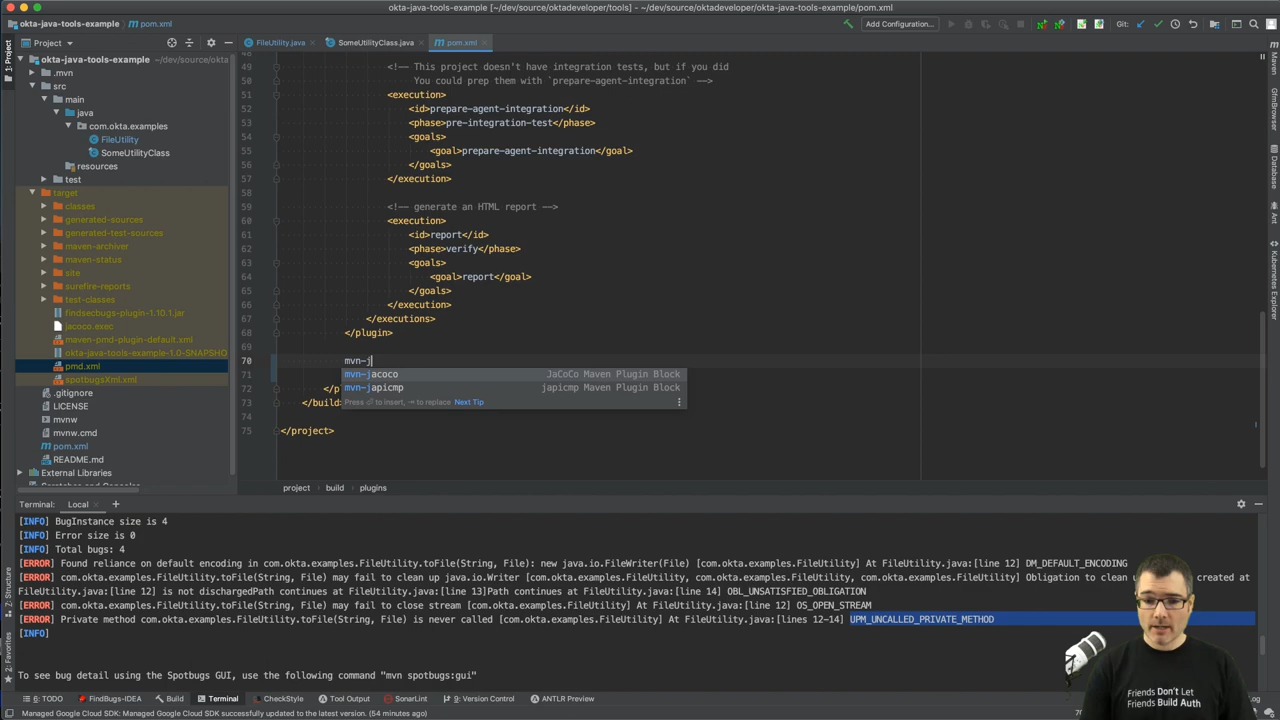 okta-java-tools-example [~/dev/source/oktadeveloper/tools] - ~/dev/source/oktadeveloper/okta-java-tools-example/pom.xml
okta-java-tools-example
pom.xml
Add Configuration...
Git:
Project
FileUtility.java
SomeUtilityClass.java
pom.xml
okta-java-tools-example ~/dev/source/okta
.mvn
src
main
java
com.okta.examples
FileUtility
SomeUtilityClass
resources
test
target
classes
generated-sources
generated-test-sources
maven-archiver
maven-status
site
surefire-reports
test-classes
findsecbugs-plugin-1.10.1.jar
jacoco.exec
maven-pmd-plugin-default.xml
okta-java-tools-example-1.0-SNAPSHO
pmd.xml
spotbugsXml.xml
.gitignore
LICENSE
mvnw
mvnw.cmd
pom.xml
README.md
External Libraries
49 <!-- This project doesn't have integration tests, but if you did
50 You could prep them with `prepare-agent-integration` -->
51 <execution>
52 <id>prepare-agent-integration</id>
53 <phase>pre-integration-test</phase>
54 <goals>
55 <goal>prepare-agent-integration</goal>
56 </goals>
57 </execution>
58
59 <!-- generate an HTML report -->
60 <execution>
61 <id>report</id>
62 <phase>verify</phase>
63 <goals>
64 <goal>report</goal>
65 </goals>
66 </execution>
67 </executions>
68 </plugin>
69
70 mvn-j
71 mvn-jacoco JaCoCo Maven Plugin Block
mvn-japicmp japicmp Maven Plugin Block
72 </p
Press ⏎ to insert, ⇥ to replace Next Tip
73 </build>
74
75 </project>
project › build › plugins
1: Project
Z: Structure
2: Favorites
Maven
GfmBrowser
Database
Ant
Kubernetes Explorer
Terminal: Local × +
[INFO] BugInstance size is 4
[INFO] Error size is 0
[INFO] Total bugs: 4
[ERROR] Found reliance on default encoding in com.okta.examples.FileUtility.toFile(String, File): new java.io.FileWriter(File) [com.okta.examples.FileUtility] At FileUtility.java:[line 12] DM_DEFAULT_ENCODING
[ERROR] com.okta.examples.FileUtility.toFile(String, File) may fail to clean up java.io.Writer [com.okta.examples.FileUtility, com.okta.examples.FileUtility, com.okta.examples.FileUtility] Obligation to clean created at
FileUtility.java:[line 12] is not dischargedPath continues at FileUtility.java:[line 13]Path continues at FileUtility.java:[line 14] OBL_UNSATISFIED_OBLIGATION
[ERROR] com.okta.examples.FileUtility.toFile(String, File) may fail to close stream [com.okta.examples.FileUtility] At FileUtility.java:[line 12] OS_OPEN_STREAM
[ERROR] Private method com.okta.examples.FileUtility.toFile(String, File) is never called [com.okta.examples.FileUtility] At FileUtility.java:[lines 12-14] UPM_UNCALLED_PRIVATE_METHOD
[INFO]
To see bug detail using the Spotbugs GUI, use the following command "mvn spotbugs:gui"
6: TODO
FindBugs-IDEA
Build
Terminal
CheckStyle
Tool Output
SonarLint
9: Version Control
ANTLR Preview
Managed Google Cloud SDK: Managed Google Cloud SDK successfully updated to the latest version. (54 minutes ago)
Friends Don't Let
Friends Build Auth